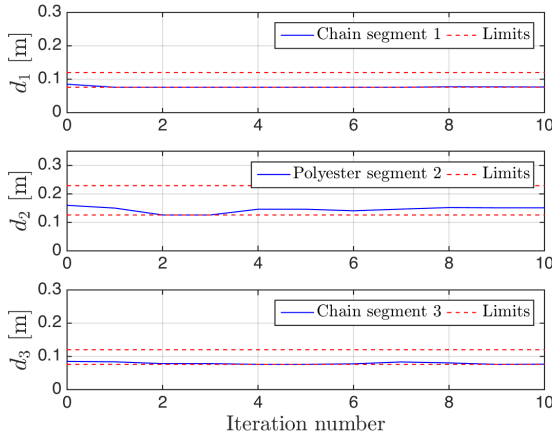 0.3
0.2
0.1
0
d1 [m]
Chain segment 1 Limits
0 2 4 6 8 10
0.3
0.2
0.1
0
d2 [m]
Polyester segment 2 Limits
0 2 4 6 8 10
0.3
0.2
0.1
0
d3 [m]
Chain segment 3 Limits
0 2 4 6 8 10
Iteration number